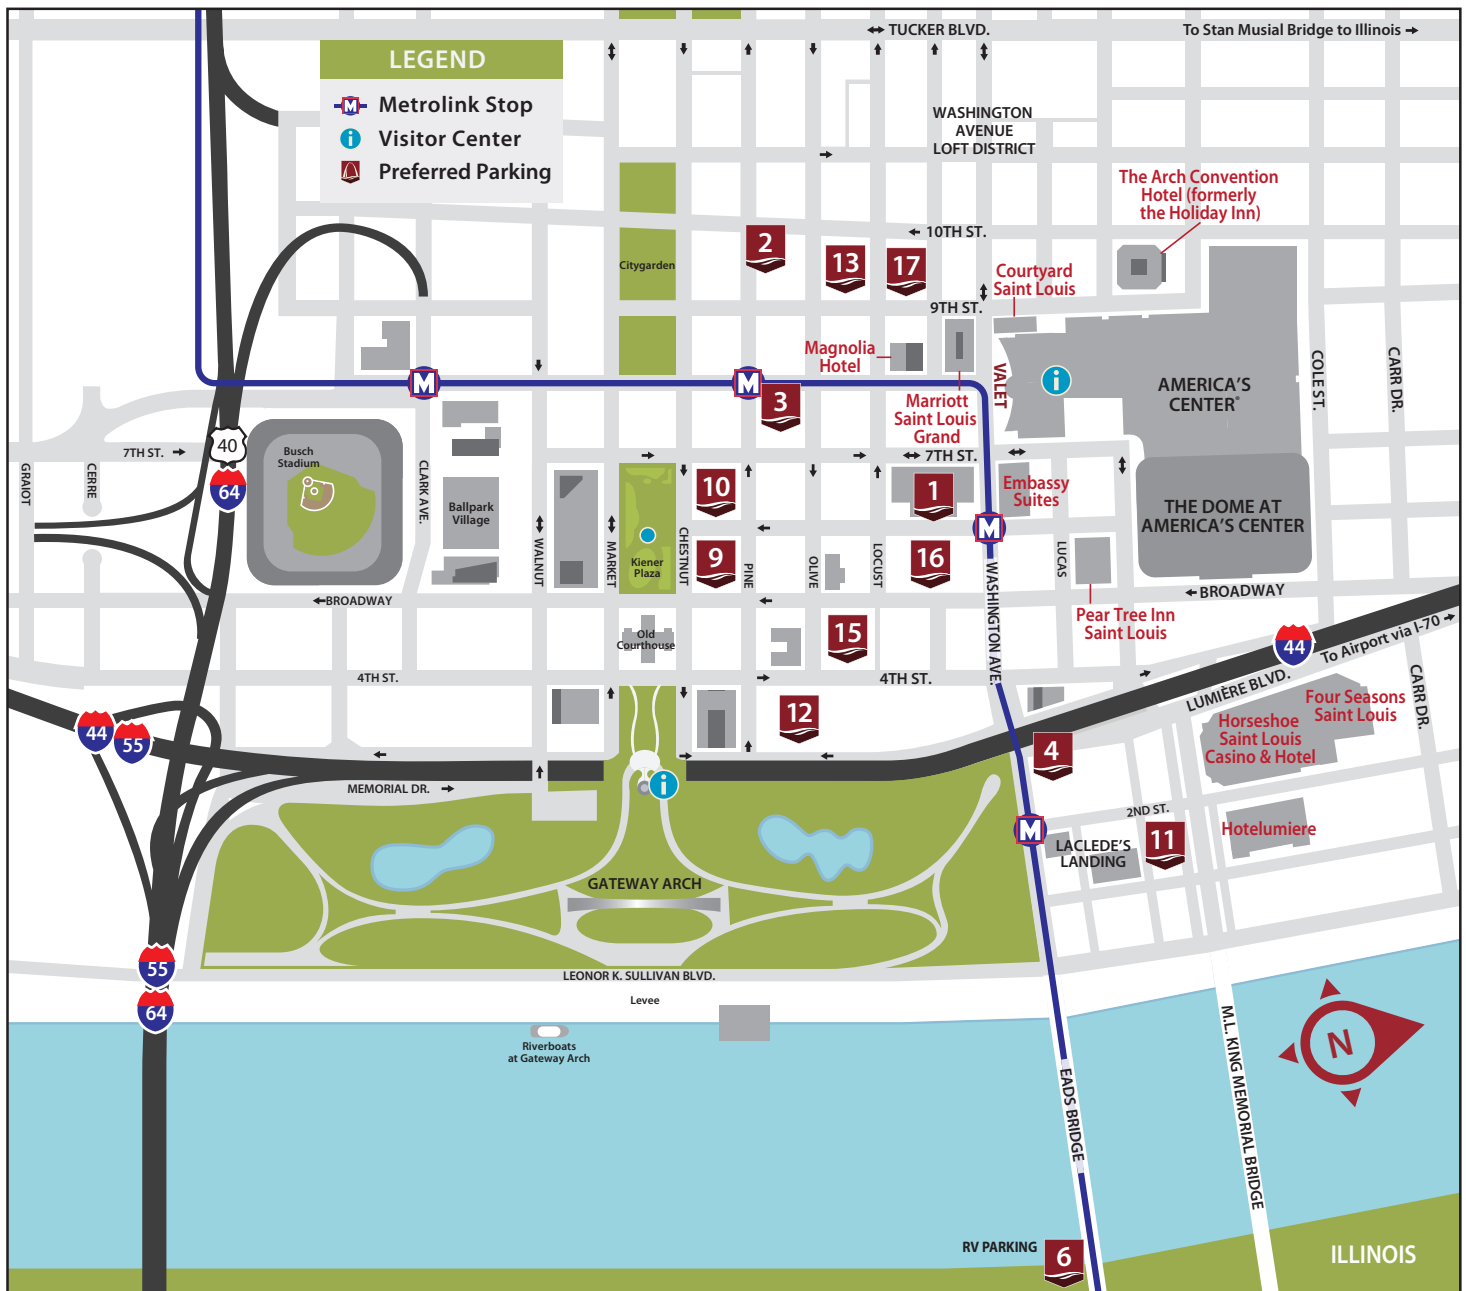 TUCKER BLVD.
To Stan Musial Bridge to Illinois
LEGEND
M Metrolink Stop
i Visitor Center
Preferred Parking
WASHINGTON
AVENUE
LOFT DISTRICT
The Arch Convention
Hotel (formerly
the Holiday Inn)
10TH ST.
2
13
17
Citygarden
Courtyard
Saint Louis
9TH ST.
Magnolia
Hotel
VALET
i
AMERICA'S
CENTER®
COLE ST.
CARR DR.
M
M
3
Marriott
Saint Louis
Grand
40
64
7TH ST.
GRAIOT
CERRE
Busch
Stadium
CLARK AVE.
Ballpark
Village
WALNUT
MARKET
Kiener
Plaza
CHESTNUT
7TH ST.
10
9
PINE
OLIVE
LOCUST
1
16
M
Embassy
Suites
LUCAS
THE DOME AT
AMERICA'S CENTER
WASHINGTON AVE.
BROADWAY
BROADWAY
Pear Tree Inn
Saint Louis
Old
Courthouse
15
44
To Airport via I-70
4TH ST.
4TH ST.
LUMIÈRE BLVD.
CARR DR.
44
55
12
4
Four Seasons
Saint Louis
Horseshoe
Saint Louis
Casino & Hotel
MEMORIAL DR.
i
2ND ST.
M
LACLEDE'S
LANDING
11
Hotelumiere
GATEWAY ARCH
55
64
LEONOR K. SULLIVAN BLVD.
Levee
Riverboats
at Gateway Arch
N
EADS BRIDGE
M.L. KING MEMORIAL BRIDGE
RV PARKING
6
ILLINOIS